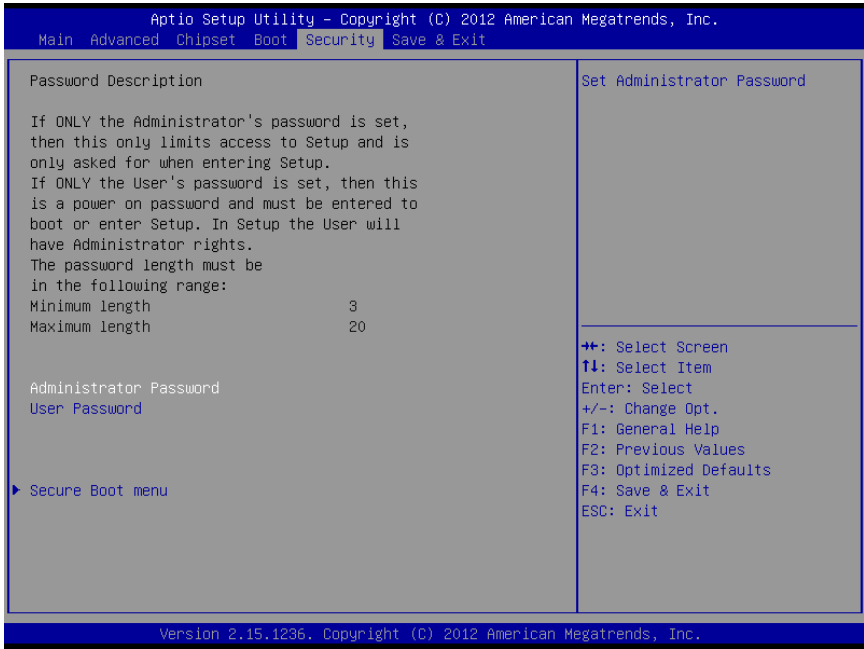 Aptio Setup Utility – Copyright (C) 2012 American Megatrends, Inc.
Main Advanced Chipset Boot Security Save & Exit
Password Description
If ONLY the Administrator's password is set,
then this only limits access to Setup and is
only asked for when entering Setup.
If ONLY the User's password is set, then this
is a power on password and must be entered to
boot or enter Setup. In Setup the User will
have Administrator rights.
The password length must be
in the following range:
Minimum length 3
Maximum length 20
Administrator Password
User Password
Secure Boot menu
Set Administrator Password
→←: Select Screen
↑↓: Select Item
Enter: Select
+/-: Change Opt.
F1: General Help
F2: Previous Values
F3: Optimized Defaults
F4: Save & Exit
ESC: Exit
Version 2.15.1236. Copyright (C) 2012 American Megatrends, Inc.